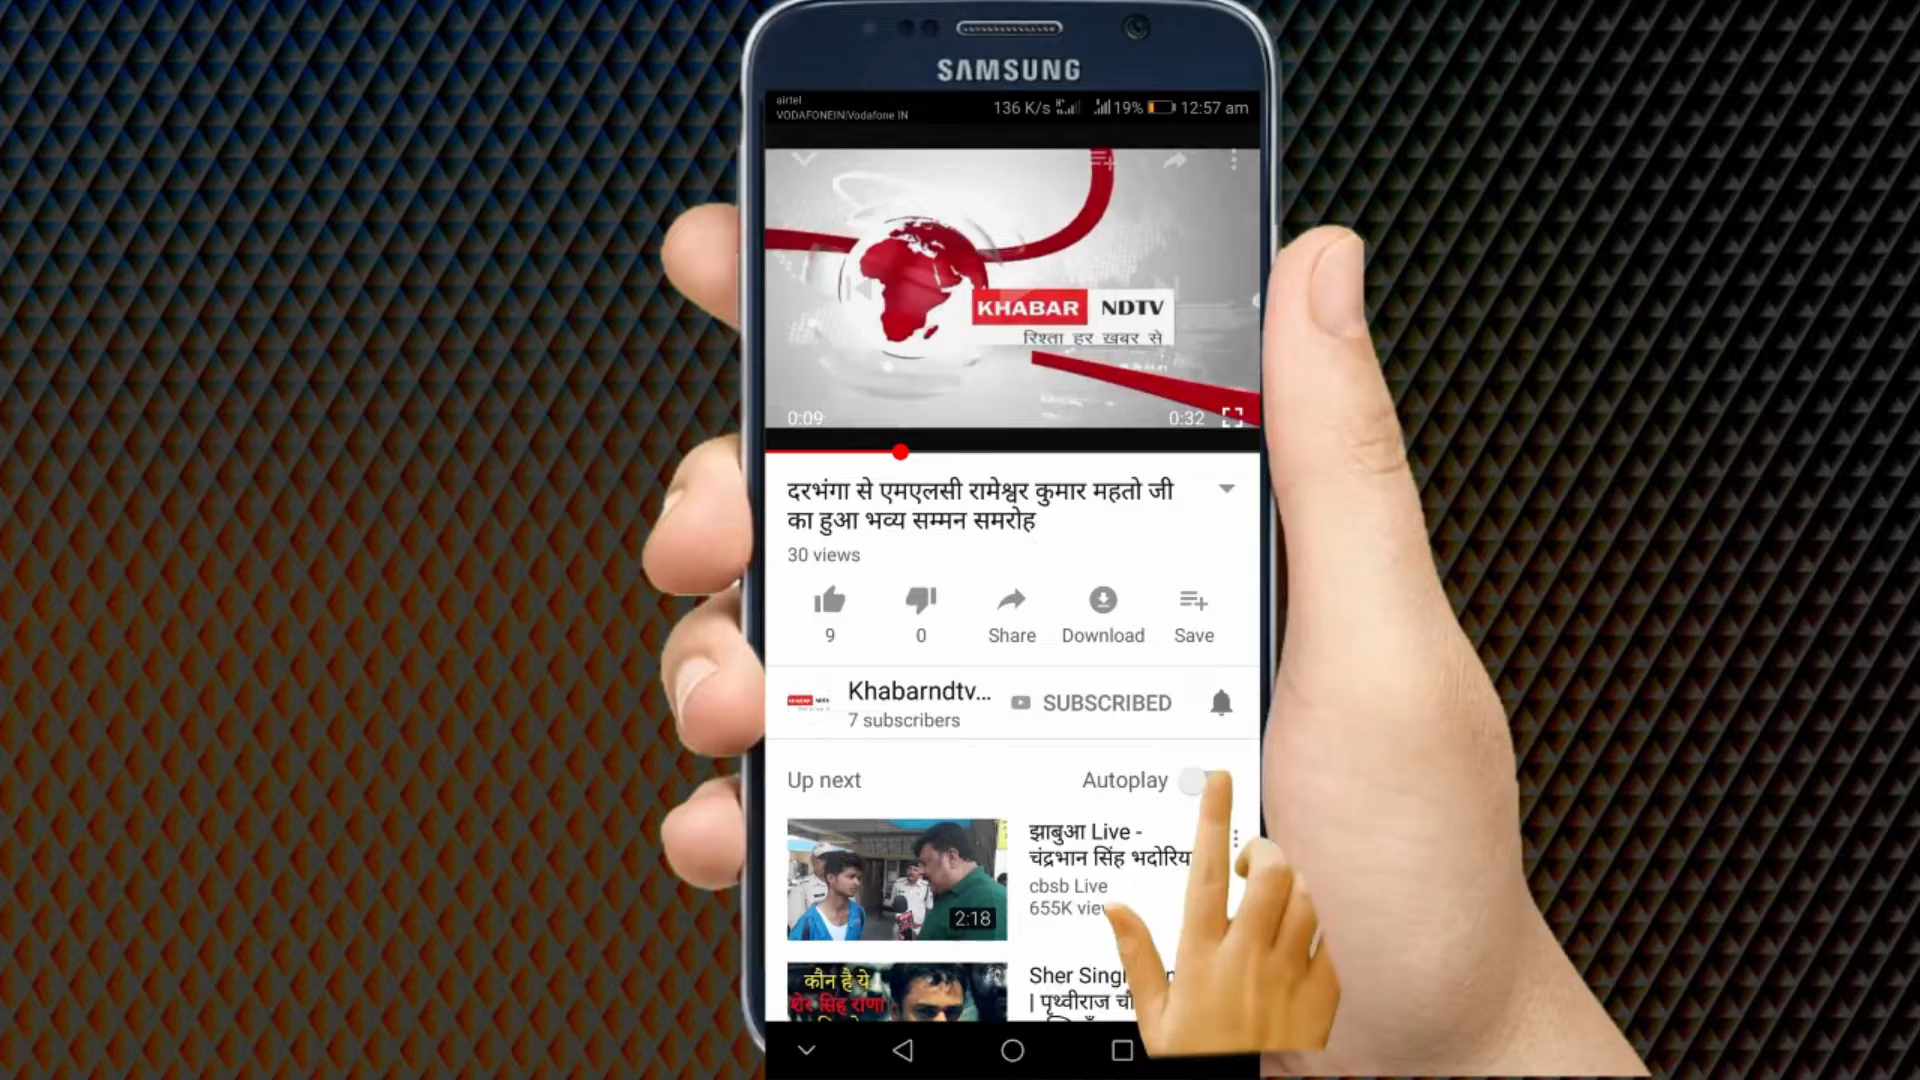 SAMSUNG
airtel
VODAFONEIN|Vodafone IN
136 K/s 19% 12:57 am
KHABAR NDTV
रिश्ता हर खबर से
0:09 0:32
दरभंगा से एमएलसी रामेश्वर कुमार महतो जी
का हुआ भव्य सम्मन समरोह
30 views
9 0 Share Download Save
Khabarndtv...
SUBSCRIBED
7 subscribers
Up next Autoplay
झाबुआ Live -
चंद्रभान सिंह भदोरिय
cbsb Live
655K
2:18
कौन है ये
शेर सिंह राणा
Sher Singh
| पृथ्वीराज